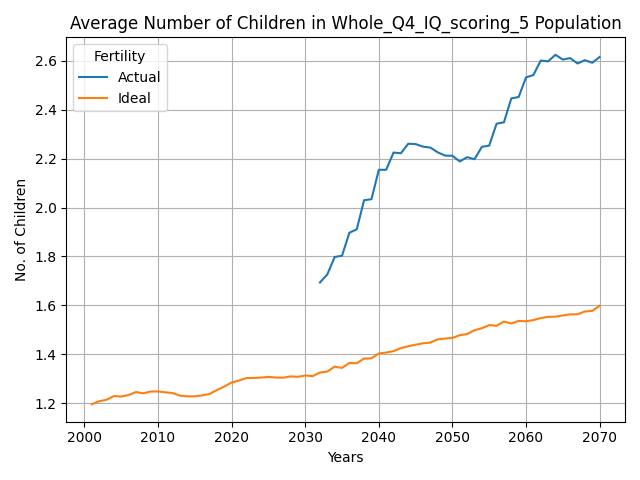 Average Number of Children in Whole_Q4_IQ_scoring_5 Population
Fertility
Actual
Ideal
No. of Children
2.6
2.4
2.2
2.0
1.8
1.6
1.4
1.2
2000 2010 2020 2030 2040 2050 2060 2070
Years